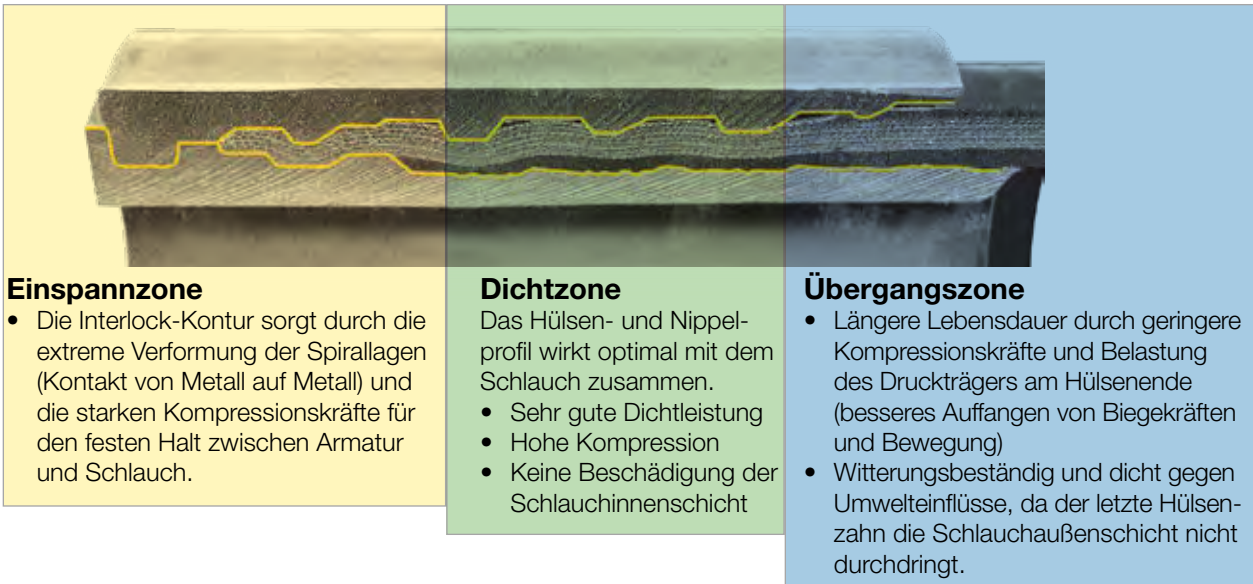 Einspannzone
• Die Interlock-Kontur sorgt durch die
extreme Verformung der Spirallagen
(Kontakt von Metall auf Metall) und
die starken Kompressionskräfte für
den festen Halt zwischen Armatur
und Schlauch.
Dichtzone
Das Hülsen- und Nippel-
profil wirkt optimal mit dem
Schlauch zusammen.
• Sehr gute Dichtleistung
• Hohe Kompression
• Keine Beschädigung der
Schlauchinnenschicht
Übergangszone
• Längere Lebensdauer durch geringere
Kompressionskräfte und Belastung
des Druckträgers am Hülsenende
(besseres Auffangen von Biegekräften
und Bewegung)
• Witterungsbeständig und dicht gegen
Umwelteinflüsse, da der letzte Hülsen-
zahn die Schlauchaußenschicht nicht
durchdringt.